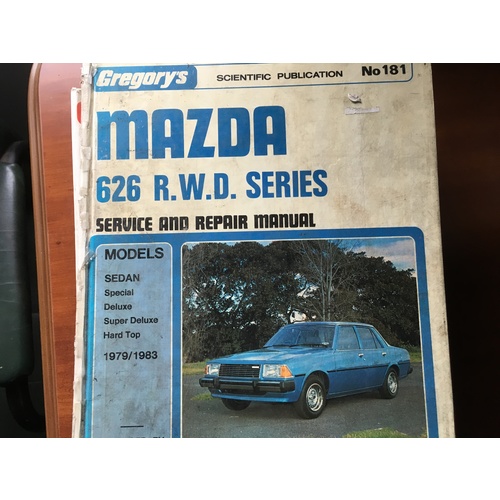 Gregory's
SCIENTIFIC PUBLICATION
No 181
MAZDA
626 R.W.D. SERIES
SERVICE AND REPAIR MANUAL
MODELS
SEDAN
Special
Deluxe
Super Deluxe
Hard Top
1979/1983